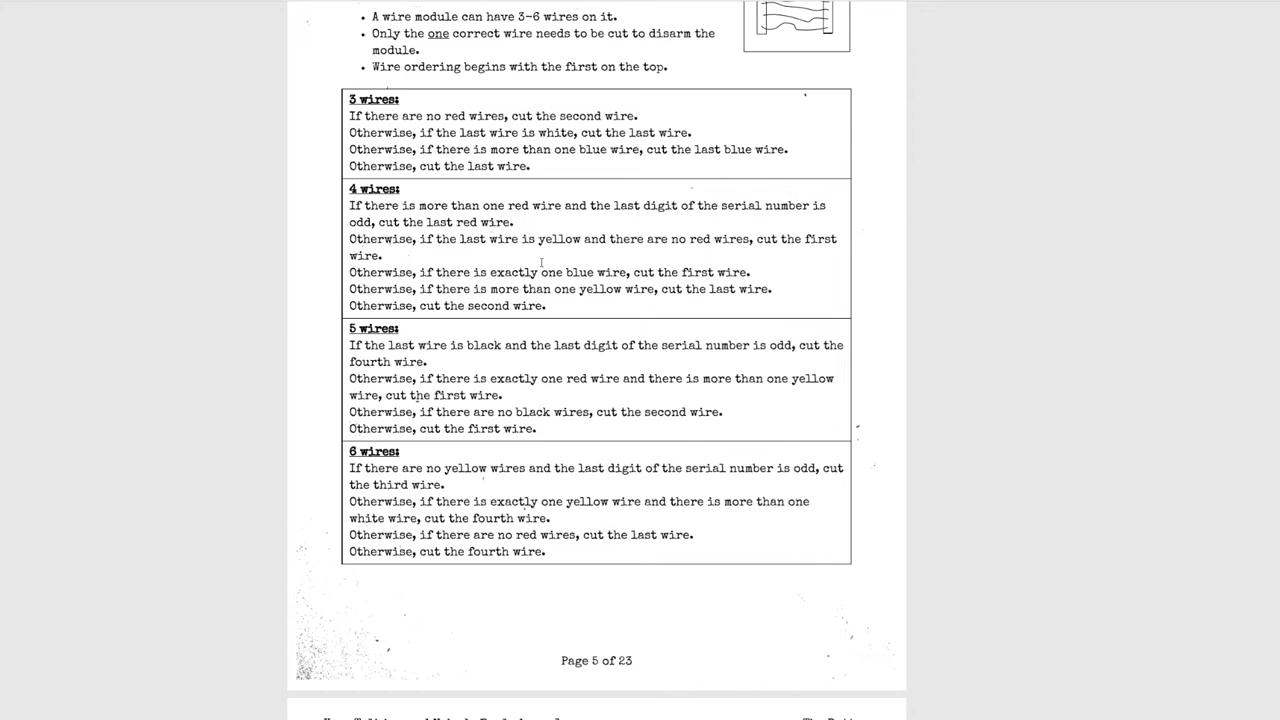 • A wire module can have 3-6 wires on it.
• Only the one correct wire needs to be cut to disarm the
module.
• Wire ordering begins with the first on the top.
3 wires:
If there are no red wires, cut the second wire.
Otherwise, if the last wire is white, cut the last wire.
Otherwise, if there is more than one blue wire, cut the last blue wire.
Otherwise, cut the last wire.
4 wires:
If there is more than one red wire and the last digit of the serial number is
odd, cut the last red wire.
Otherwise, if the last wire is yellow and there are no red wires, cut the first
wire.
Otherwise, if there is exactly one blue wire, cut the first wire.
Otherwise, if there is more than one yellow wire, cut the last wire.
Otherwise, cut the second wire.
5 wires:
If the last wire is black and the last digit of the serial number is odd, cut the
fourth wire.
Otherwise, if there is exactly one red wire and there is more than one yellow
wire, cut the first wire.
Otherwise, if there are no black wires, cut the second wire.
Otherwise, cut the first wire.
6 wires:
If there are no yellow wires and the last digit of the serial number is odd, cut
the third wire.
Otherwise, if there is exactly one yellow wire and there is more than one
white wire, cut the fourth wire.
Otherwise, if there are no red wires, cut the last wire.
Otherwise, cut the fourth wire.
Page 5 of 23